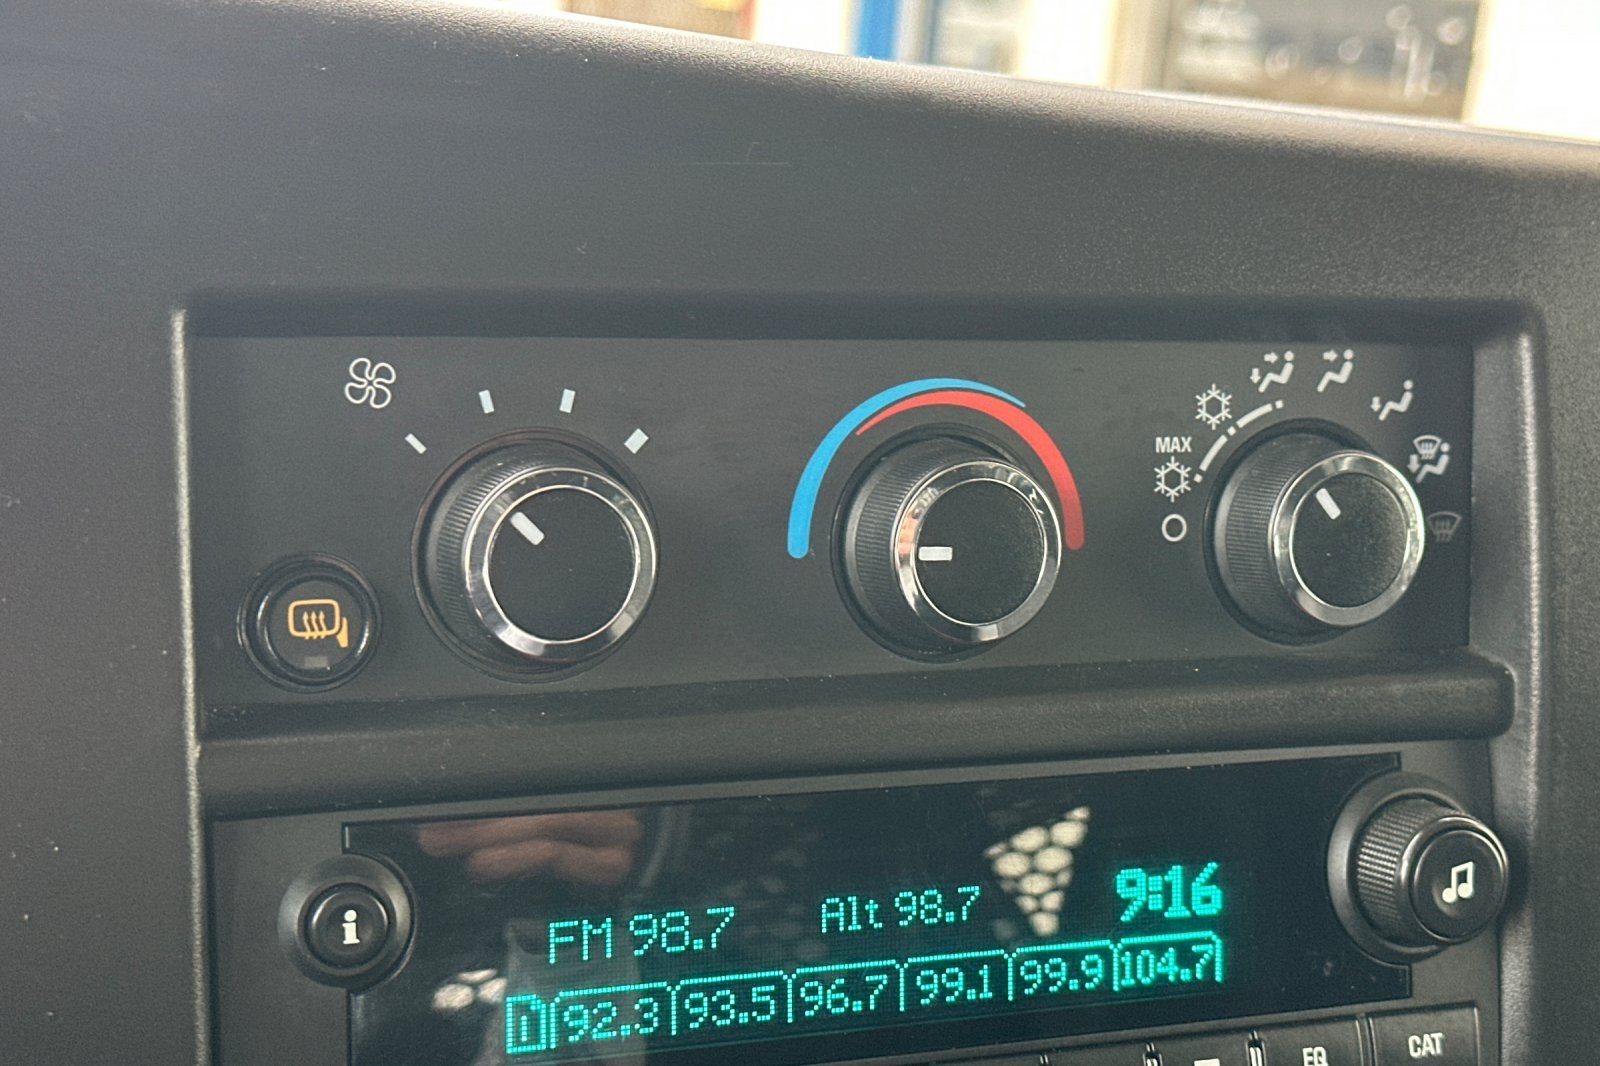 MAX
i
FM 98.7 Alt 98.7 9:16
1 92.3 93.5 96.7 99.1 99.9 104.7
EQ CAT